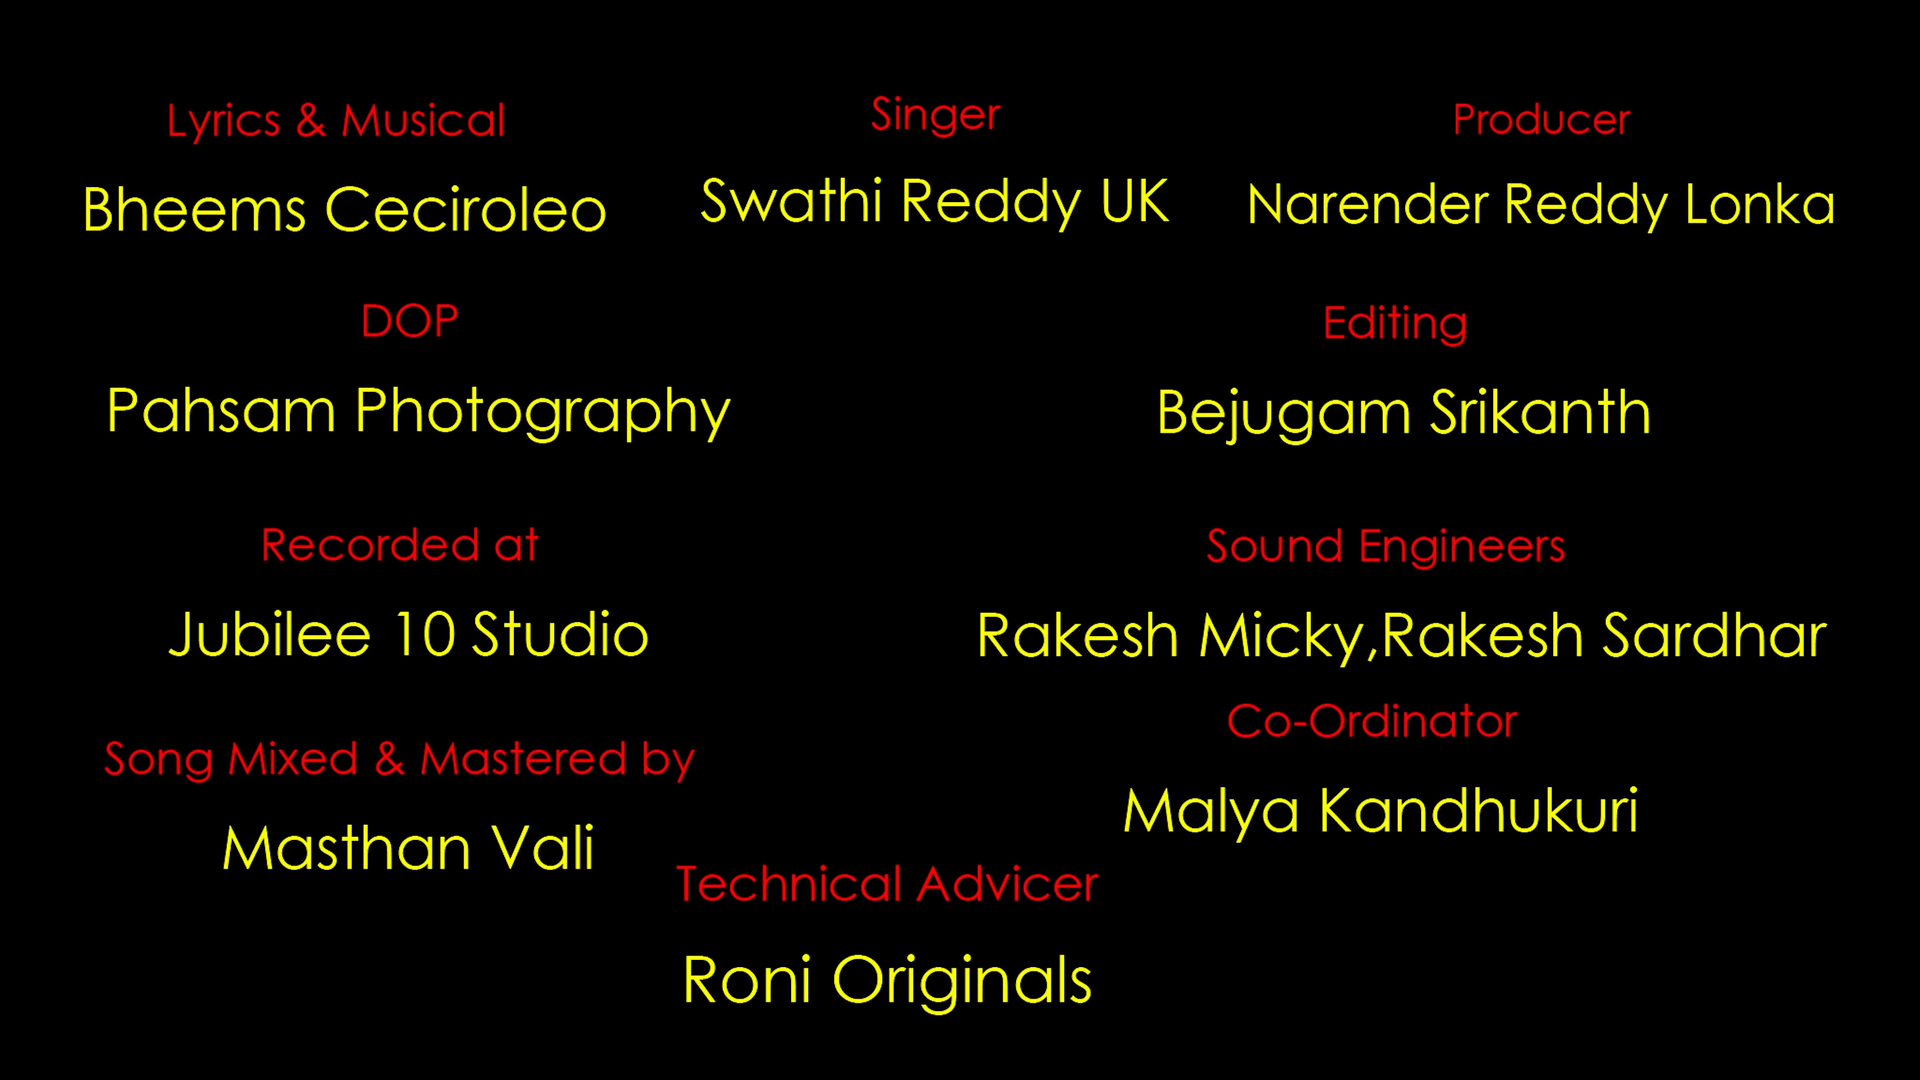 Lyrics & Musical
Bheems Ceciroleo
Singer
Swathi Reddy UK
Producer
Narender Reddy Lonka
DOP
Pahsam Photography
Editing
Bejugam Srikanth
Recorded at
Jubilee 10 Studio
Sound Engineers
Rakesh Micky,Rakesh Sardhar
Song Mixed & Mastered by
Masthan Vali
Co-Ordinator
Malya Kandhukuri
Technical Advicer
Roni Originals